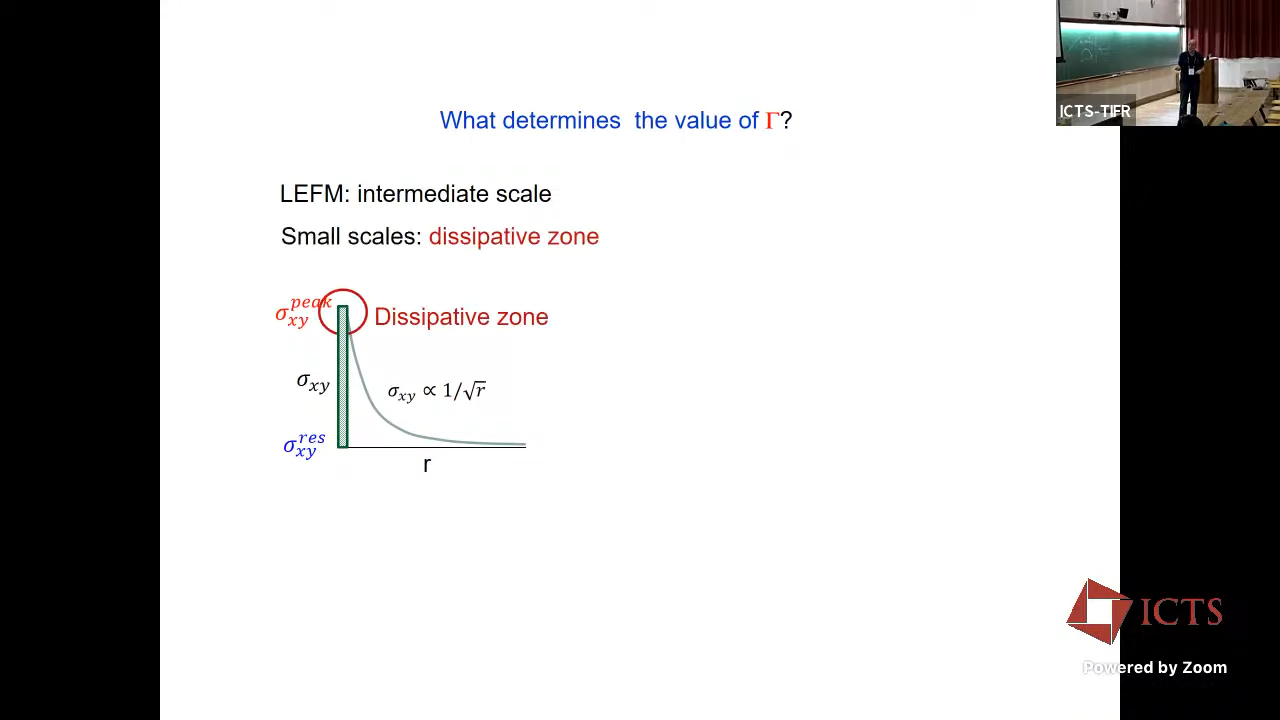 What determines the value of Γ?
ICTS-TIFR
LEFM: intermediate scale
Small scales: dissipative zone
σ_xy^peak
Dissipative zone
σ_xy
σ_xy ∝ 1/√r
σ_xy^res
r
ICTS
Powered by Zoom